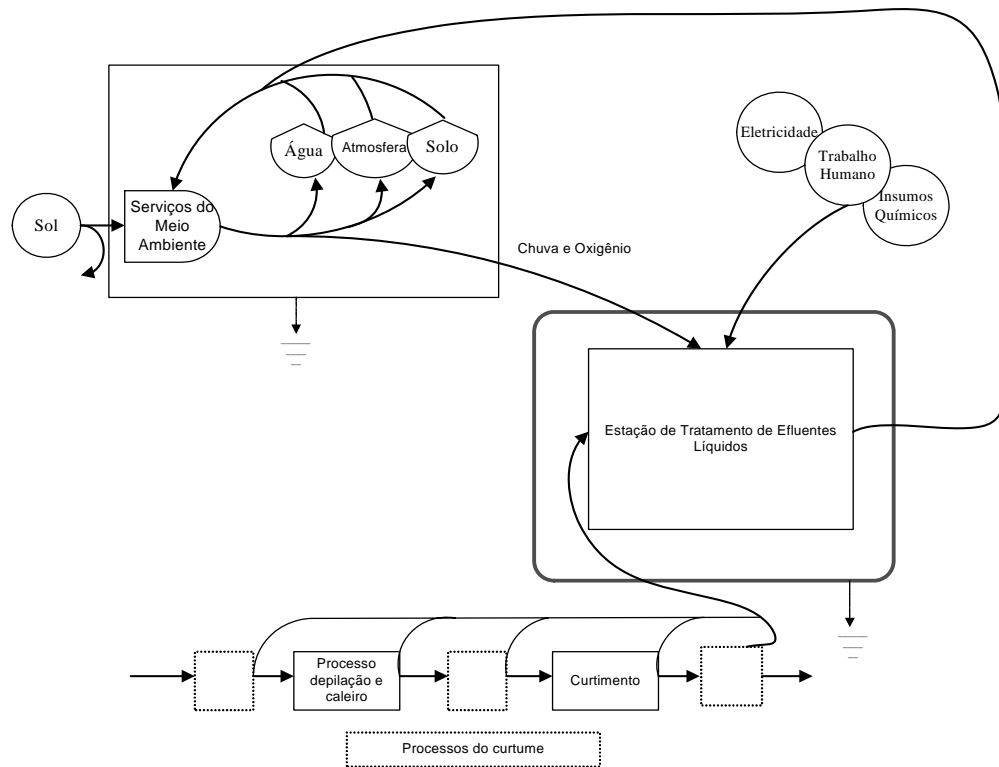 Eletricidade
Água
Atmosfera
Solo
Trabalho
Humano
Insumos
Químicos
Sol
Serviços do
Meio
Ambiente
Chuva e Oxigênio
Estação de Tratamento de Efluentes
Líquidos
Processo
depilação e
caleiro
Curtimento
Processos do curtume